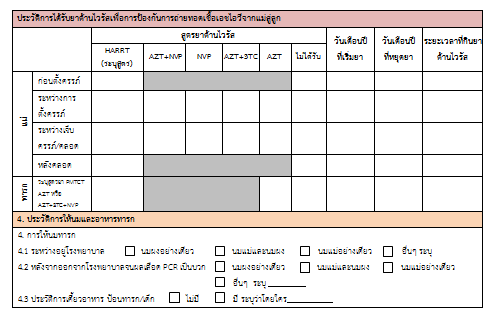 ประวัติการได้รับยาต้านไวรัสเพื่อการป้องกันการถ่ายทอดเชื้อเอชไอวีจากแม่สู่ลูก
สูตรยาต้านไวรัส
HARRT
(ระบุสูตร)
AZT+NVP
NVP
AZT+3TC
AZT
ไม่ได้รับ
วันเดือนปี
ที่เริ่มยา
วันเดือนปี
ที่หยุดยา
ระยะเวลาที่กินยา
ต้านไวรัส
แม่
ก่อนตั้งครรภ์
ระหว่างการ
ตั้งครรภ์
ระหว่างเจ็บ
ครรภ์/คลอด
หลังคลอด
ทารก
ระบุสูตรยา PMTCT
AZT หรือ
AZT+3TC+NVP
4. ประวัติการให้นมและอาหารทารก
4. การให้นมทารก
4.1 ระหว่างอยู่โรงพยาบาล นมผงอย่างเดียว นมแม่และนมผง นมแม่อย่างเดียว อื่นๆ ระบุ
4.2 หลังจากออกจากโรงพยาบาลจนผลเลือด PCR เป็นบวก นมผงอย่างเดียว นมแม่และนมผง นมแม่อย่างเดียว
อื่นๆ ระบุ ________
4.3 ประวัติการเคี้ยวอาหาร ป้อนทารก/เด็ก ไม่มี มี ระบุว่าโดยใคร__________